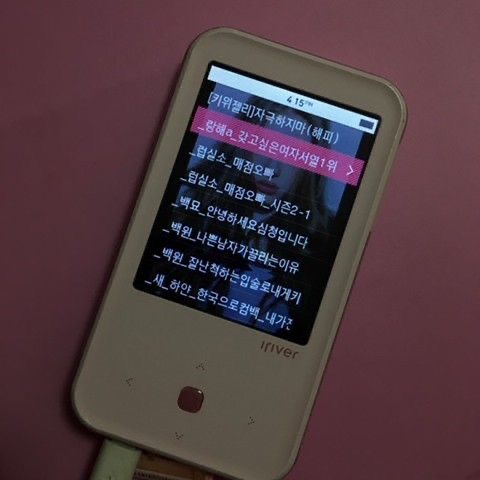 4:15PM
[키위젤리]자극하지마(해피)
_랑해a_갖고싶은여자서열1위
_럽실소_매점오빠
_럽실소_매점오빠_시즌2-1
_백묘_안녕하세요심청입니다
_백원_나쁜남자가끌리는이유
_백원_잘난척하는입술로내게키
_새_하얀_한국으로컴백_내가진
iriver